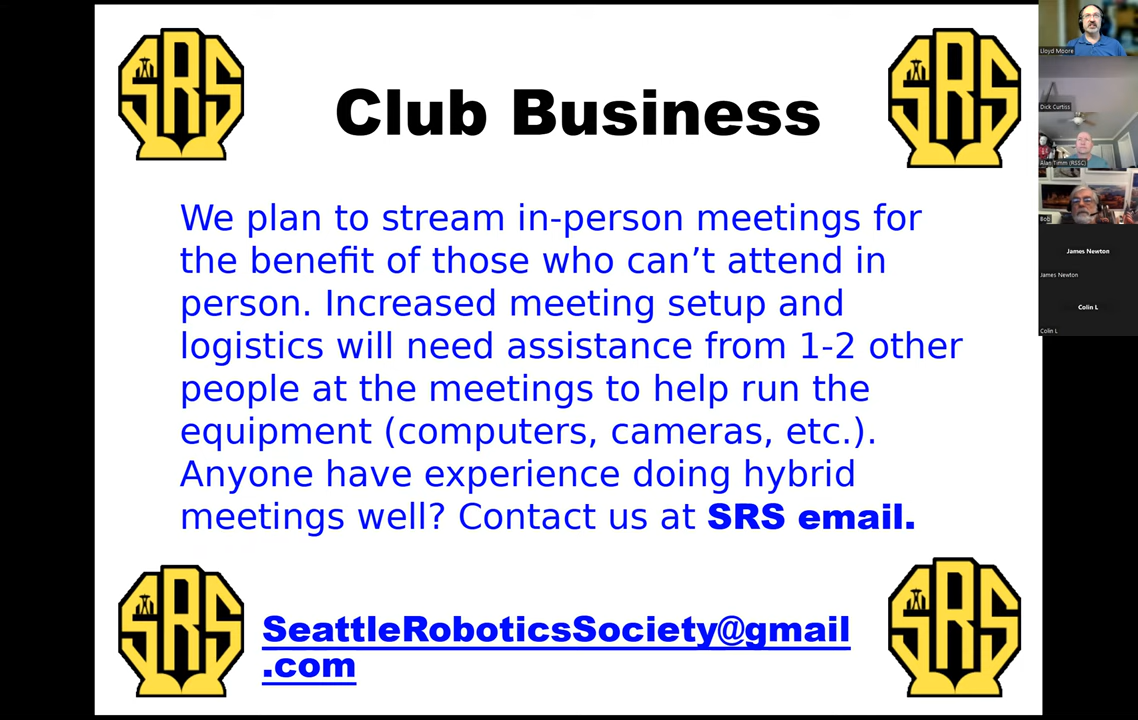 SRS
SRS
Club Business
We plan to stream in-person meetings for
the benefit of those who can’t attend in
person. Increased meeting setup and
logistics will need assistance from 1-2 other
people at the meetings to help run the
equipment (computers, cameras, etc.).
Anyone have experience doing hybrid
meetings well? Contact us at SRS email.
SRS
SRS
SeattleRoboticsSociety@gmail
.com
Lloyd Moore
Dick Curtiss
Alan Timm (RSSC)
Bob
James Newton
James Newton
Colin L
Colin L